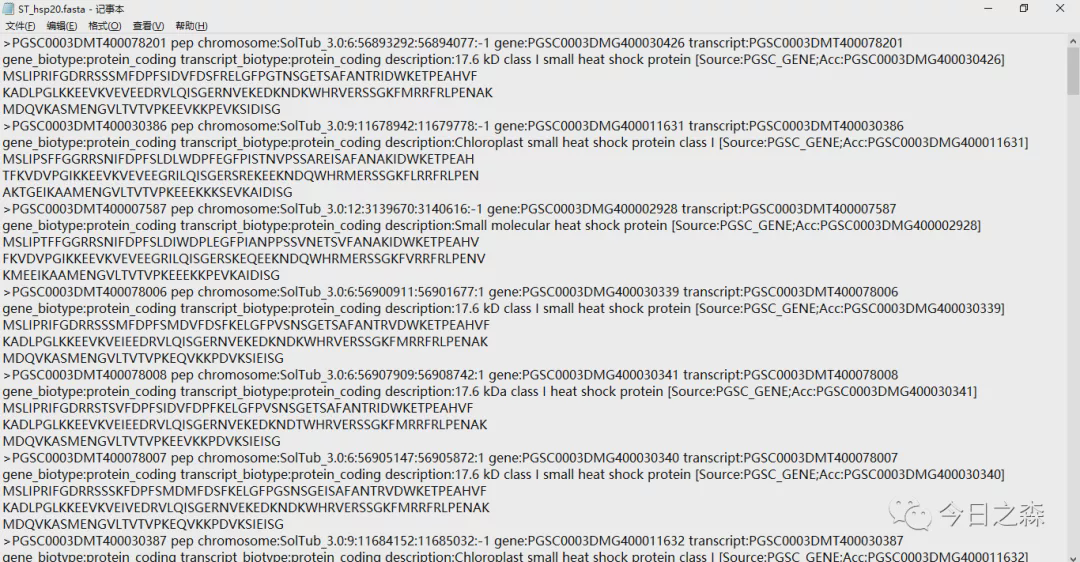 ST_hsp20.fasta - 记事本
文件(F) 编辑(E) 格式(O) 查看(V) 帮助(H)
>PGSC0003DMT400078201 pep chromosome:SolTub_3.0:6:56893292:56894077:-1 gene:PGSC0003DMG400030426 transcript:PGSC0003DMT400078201
gene_biotype:protein_coding transcript_biotype:protein_coding description:17.6 kD class I small heat shock protein [Source:PGSC_GENE;Acc:PGSC0003DMG400030426]
MSLIPRIFGDRRSSSMFDPFSIDVFDSFRELGFPGTNSGETSAFANTRIDWKETPEAHVF
KADLPGLKKEEVKVEVEEDRVLQISGERNVEKEDKNDKWHRVERSSGKFMRRFRLPENAK
MDQVKASMENGVLTVTVPKEEVKKPEVKSIDISG
>PGSC0003DMT400030386 pep chromosome:SolTub_3.0:9:11678942:11679778:-1 gene:PGSC0003DMG400011631 transcript:PGSC0003DMT400030386
gene_biotype:protein_coding transcript_biotype:protein_coding description:Chloroplast small heat shock protein class I [Source:PGSC_GENE;Acc:PGSC0003DMG400011631]
MSLIPSFFGGRRSNIFDPFSLDLWDPFEGFPISTNVPSSAREISAFANAKIDWKETPEAH
TFKVDVPGIKKEEVKVEVEEGRILQISGERSREKEEKNDQWHRMERSSGKFLRRFRLPEN
AKTGEIKAAMENGVLTVTVPKEEEKKKSEVKAIDISG
>PGSC0003DMT400007587 pep chromosome:SolTub_3.0:12:3139670:3140616:-1 gene:PGSC0003DMG400002928 transcript:PGSC0003DMT400007587
gene_biotype:protein_coding transcript_biotype:protein_coding description:Small molecular heat shock protein [Source:PGSC_GENE;Acc:PGSC0003DMG400002928]
MSLIPTFFGGRRSNIFDPFSLDIWDPLEGFPIANPPSSVNETSVFANAKIDWKETPEAHV
FKVDVPGIKKEEVKVEVEEGRILQISGERSKEQEEKNDQWHRMERSSGKFVRRFRLPENV
KMEEIKAAMENGVLTVTVPKEEEKKPEVKAIDISG
>PGSC0003DMT400078006 pep chromosome:SolTub_3.0:6:56900911:56901677:1 gene:PGSC0003DMG400030339 transcript:PGSC0003DMT400078006
gene_biotype:protein_coding transcript_biotype:protein_coding description:17.6 kD class I small heat shock protein [Source:PGSC_GENE;Acc:PGSC0003DMG400030339]
MSLIPRIFGDRRSSSMFDPFSMDVFDSFKELGFPVSNSGETSAFANTRVDWKETPEAHVF
KADLPGLKKEEVKVEIEEDRVLQISGERNVEKEDKNDKWHRVERSSGKFMRRFRLPENAK
MDQVKASMENGVLTVTVPKEQVKKPDVKSIEISG
>PGSC0003DMT400078008 pep chromosome:SolTub_3.0:6:56907909:56908742:1 gene:PGSC0003DMG400030341 transcript:PGSC0003DMT400078008
gene_biotype:protein_coding transcript_biotype:protein_coding description:17.6 kDa class I heat shock protein [Source:PGSC_GENE;Acc:PGSC0003DMG400030341]
MSLIPRIFGDRRSTSVFDPFSIDVFDPFKELGFPVSNSGETSAFANTRIDWKETPEAHVF
KADLPGLKKEEVKVEIEEDRVLQISGERNVEKEDKNDTWHRVERSSGKFMRRFRLPENAK
MDQVKASMENGVLTVTVPKEEVKKPDVKSIEISG
>PGSC0003DMT400078007 pep chromosome:SolTub_3.0:6:56905147:56905872:1 gene:PGSC0003DMG400030340 transcript:PGSC0003DMT400078007
gene_biotype:protein_coding transcript_biotype:protein_coding description:17.6 kD class I small heat shock protein [Source:PGSC_GENE;Acc:PGSC0003DMG400030340]
MSLIPRIFGDRRSSSKFDPFSMDMFDSFKELGFPGSNSGEISAFANTRVDWKETPEAHVF
KADLPGLKKEEVKVEIVEDRVLQISGERNVEKEDKNDKWHRVERSSGKFMRRFRLPENAK
MDQVKASMENGVLTVTVPKEQVKKPDVKSIEISG
>PGSC0003DMT400030387 pep chromosome:SolTub_3.0:9:11684152:11685032:-1 gene:PGSC0003DMG400011632 transcript:PGSC0003DMT400030387
gene_biotype:protein_coding transcript_biotype:protein_coding description:Chloroplast small heat shock protein class I [Source:PGSC_GENE;Acc:PGSC0003DMG400011632]
今日之森